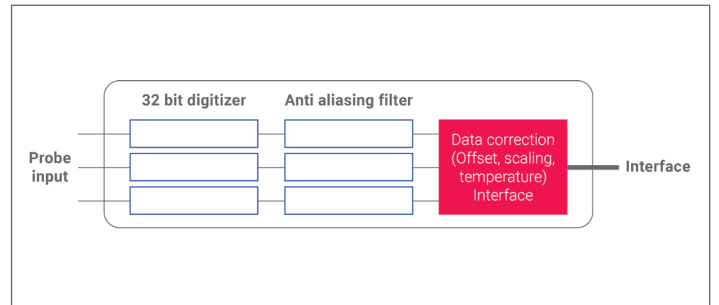 32 bit digitizer
Anti aliasing filter
Probe
input
Data correction
(Offset, scaling,
temperature)
Interface
Interface